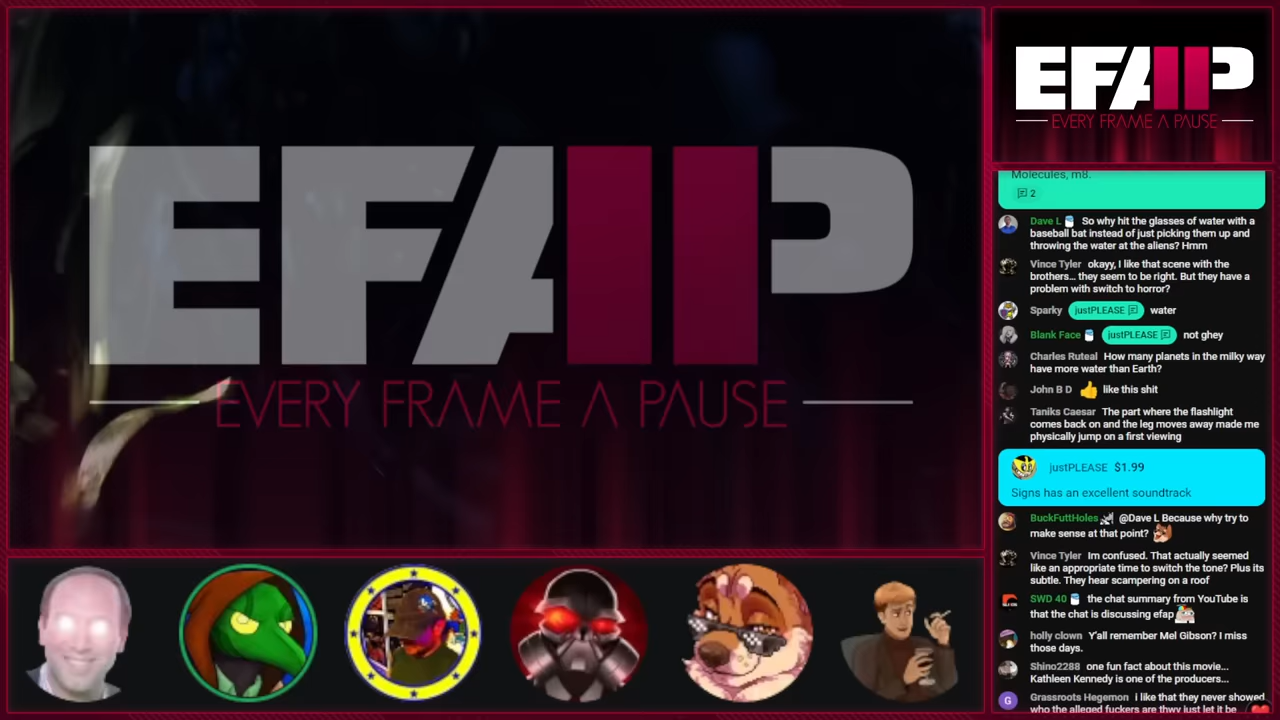 EFAP
EVERY FRAME A PAUSE
EFAP
EVERY FRAME A PAUSE
Molecules, m8.
2
Dave L So why hit the glasses of water with a
baseball bat instead of just picking them up and
throwing the water at the aliens? Hmm
Vince Tyler okayy, I like that scene with the
brothers... they seem to be right. But they have a
problem with switch to horror?
Sparky justPLEASE water
Blank Face justPLEASE not ghey
Charles Ruteal How many planets in the milky way
have more water than Earth?
John B D 👍 like this shit
Taniks Caesar The part where the flashlight
comes back on and the leg moves away made me
physically jump on a first viewing
justPLEASE $1.99
Signs has an excellent soundtrack
BuckFuttHoles @Dave L Because why try to
make sense at that point?
Vince Tyler Im confused. That actually seemed
like an appropriate time to switch the tone? Plus its
subtle. They hear scampering on a roof
SWD 40 the chat summary from YouTube is
that the chat is discussing efap
holly clown Y'all remember Mel Gibson? I miss
those days.
Shino2288 one fun fact about this movie...
Kathleen Kennedy is one of the producers...
G
Grassroots Hegemon i like that they never showed
who the alleged fuckers are thwy just let it be